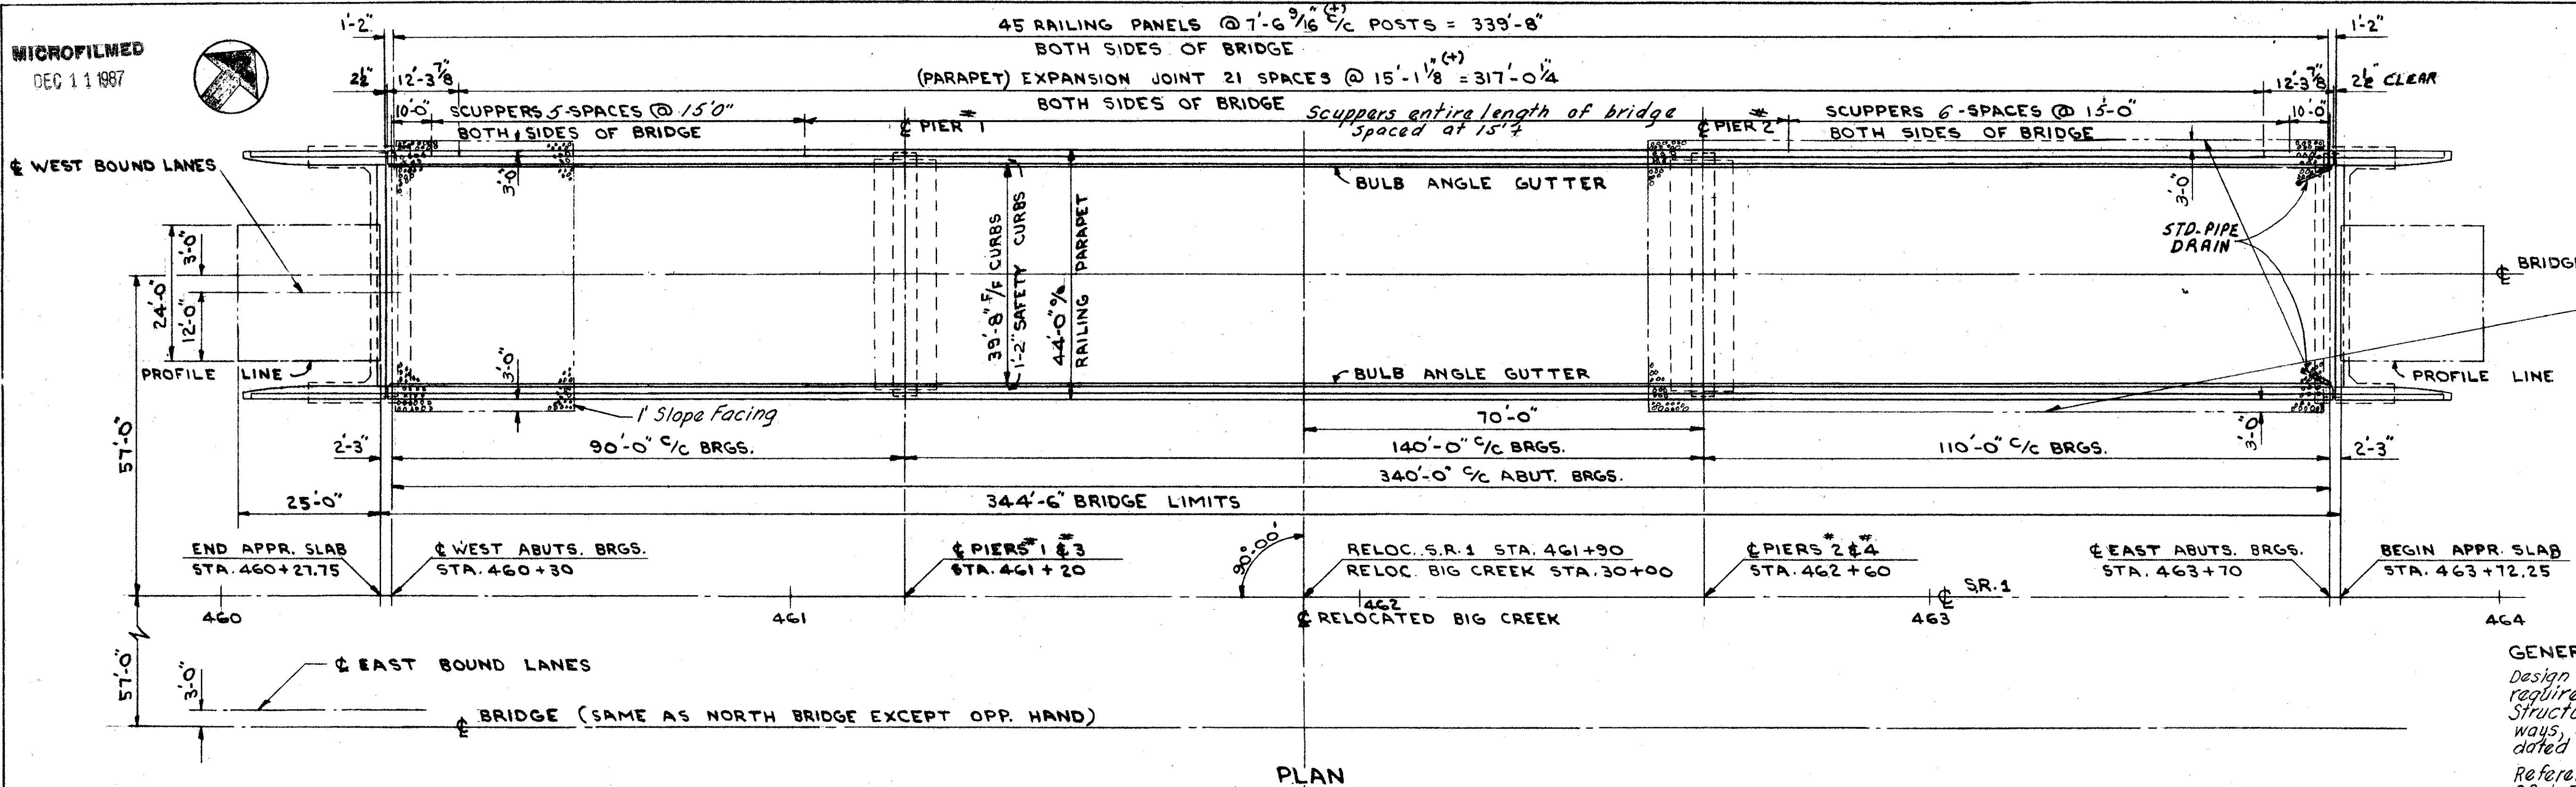 MICROFILMED
DEC 11 1987
1'-2"
45 RAILING PANELS @ 7'-6 9/16"(+) C/C POSTS = 339'-8"
BOTH SIDES OF BRIDGE
1'-2"
2½"
12'-3 7/8"
(PARAPET) EXPANSION JOINT 21 SPACES @ 15'-1 1/8"(+) = 317'-0 1/4"
BOTH SIDES OF BRIDGE
12'-3 7/8"
2½" CLEAR
10'-0"
SCUPPERS 5-SPACES @ 15'0"
BOTH SIDES OF BRIDGE
Scuppers entire length of bridge
spaced at 15'±
SCUPPERS 6-SPACES @ 15'-0"
BOTH SIDES OF BRIDGE
10'-0"
℄ PIER #1
℄ PIER #2
℄ WEST BOUND LANES
3'-0"
BULB ANGLE GUTTER
3'-0"
STD. PIPE
DRAIN
39'-8" F/F CURBS
1'-2" SAFETY CURBS
44'-0" O/O
RAILING PARAPET
24'-0"
3'-0"
12'-0"
℄ BRIDGE
PROFILE LINE
3'-0"
BULB ANGLE GUTTER
PROFILE LINE
1' Slope Facing
70'-0"
3'-0"
57'-0"
2'-3"
90'-0" C/C BRGS.
140'-0" C/C BRGS.
110'-0" C/C BRGS.
2'-3"
340'-0" C/C ABUT. BRGS.
25'-0"
344'-6" BRIDGE LIMITS
END APPR. SLAB
STA. 460+27.75
℄ WEST ABUTS. BRGS.
STA. 460+30
℄ PIERS #1 & #3
STA. 461+20
90°-00'
RELOC. S.R.1 STA. 461+90
RELOC. BIG CREEK STA. 30+00
℄ PIERS #2 & #4
STA. 462+60
℄ EAST ABUTS. BRGS.
STA. 463+70
BEGIN APPR. SLAB
STA. 463+72.25
460
461
462
℄ S.R.1
463
464
℄ RELOCATED BIG CREEK
57'-0"
3'-0"
℄ EAST BOUND LANES
℄ BRIDGE (SAME AS NORTH BRIDGE EXCEPT OPP. HAND)
PLAN
GENER
Design
require
Structu
ways,
dated
Refere